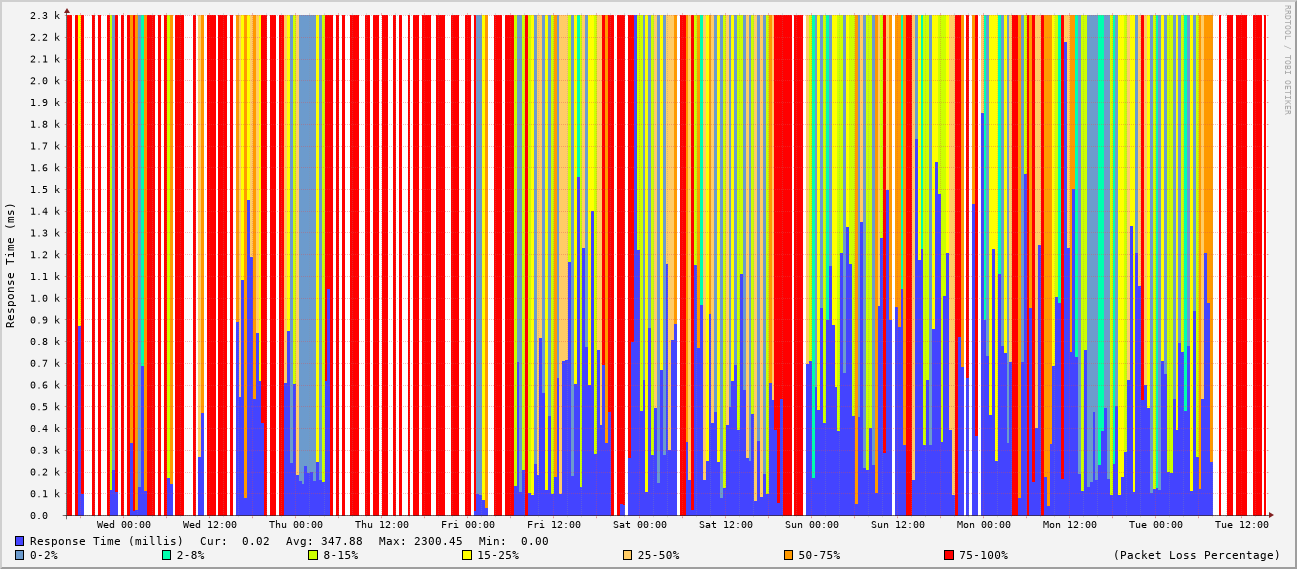 2.3 k
2.2 k
2.1 k
2.0 k
1.9 k
1.8 k
1.7 k
1.6 k
1.5 k
1.4 k
1.3 k
1.2 k
1.1 k
1.0 k
0.9 k
0.8 k
0.7 k
0.6 k
0.5 k
0.4 k
0.3 k
0.2 k
0.1 k
0.0
Response Time (ms)
RRDTOOL / TOBI OETIKER
Wed 00:00 Wed 12:00 Thu 00:00 Thu 12:00 Fri 00:00 Fri 12:00 Sat 00:00 Sat 12:00 Sun 00:00 Sun 12:00 Mon 00:00 Mon 12:00 Tue 00:00 Tue 12:00
Response Time (millis) Cur: 0.02 Avg: 347.88 Max: 2300.45 Min: 0.00
0-2% 2-8% 8-15% 15-25% 25-50% 50-75% 75-100% (Packet Loss Percentage)